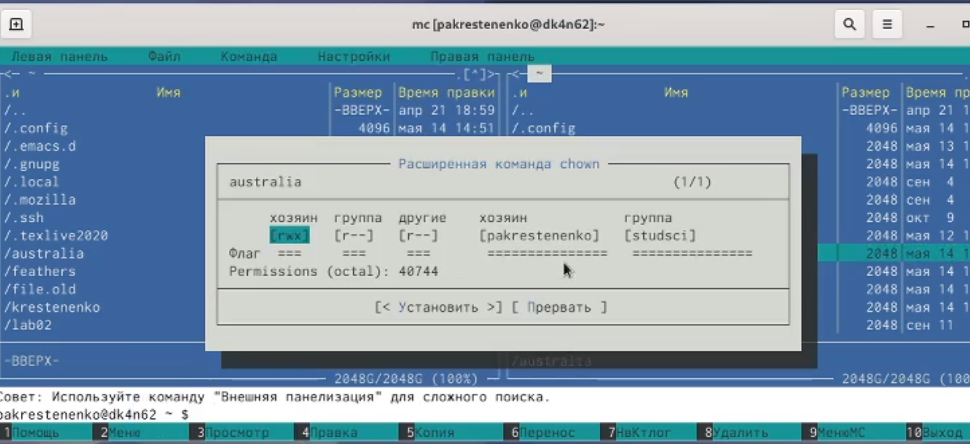 mc [pakrestenenko@dk4n62]:~
Левая панель Файл Команда Настройки Правая панель
<- ~ .[^]> <- ~
.и Имя Размер Время правки .и Имя Размер Время пр
/.. -ВВЕРХ- апр 21 18:59 /.. -ВВЕРХ- апр 21 1
/.config 4096 мая 14 14:51 /.config 4096 мая 14 1
/.emacs.d 2048 мая 13 1
/.gnupg 2048 мая 14 1
/.local 2048 сен 4
/.mozilla 2048 сен 4
/.ssh 2048 окт 9
/.texlive2020 2048 мая 12 1
/australia 2048 мая 14 1
/feathers 2048 мая 14 1
/file.old 2048 мая 14 1
/krestenenko 2048 мая 14 1
/lab02 2048 сен 11
Расширенная команда chown
australia (1/1)
хозяин группа другие хозяин группа
[rwx] [r--] [r--] [pakrestenenko] [studsci]
Флаг === === === =============== ===============
Permissions (octal): 40744
[< Установить >] [ Прервать ]
-ВВЕРХ- /australia
2048G/2048G (100%) 2048G/2048G (100
Совет: Используйте команду "Внешняя панелизация" для сложного поиска.
pakrestenenko@dk4n62 ~ $
1Помощь 2Меню 3Просмотр 4Правка 5Копия 6Перенос 7НвКтлог 8Удалить 9МенюMC 10Выход